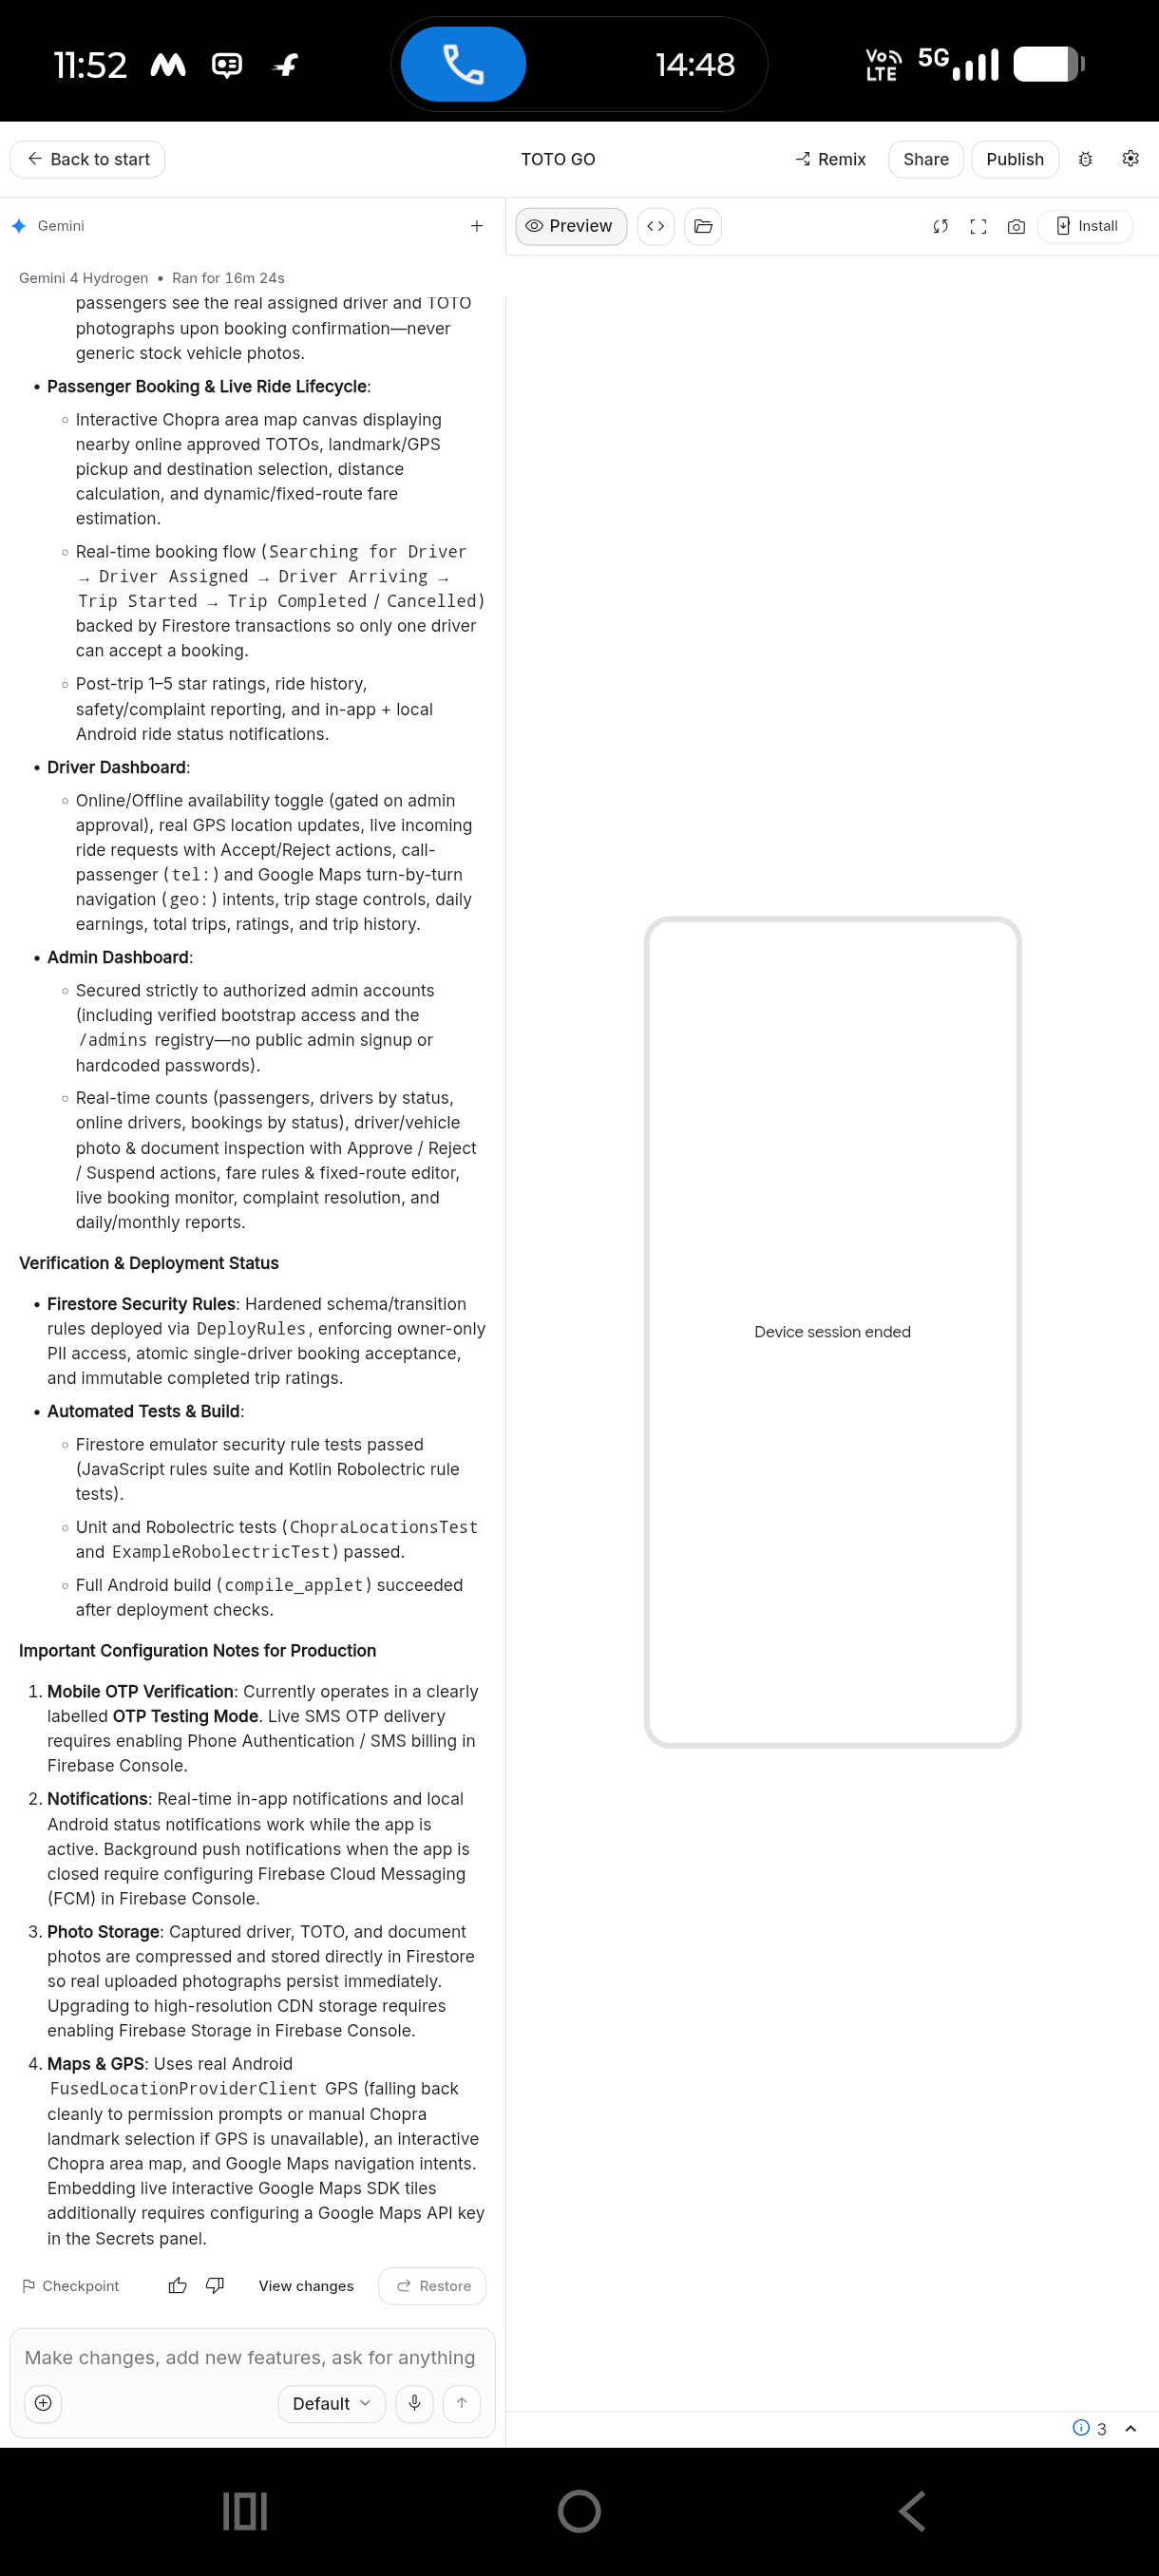 11:52
14:48
Vo
LTE
5G
Back to start
TOTO GO
Remix
Share
Publish
Gemini
Preview
Install
Gemini 4 Hydrogen • Ran for 16m 24s
passengers see the real assigned driver and TOTO
photographs upon booking confirmation—never
generic stock vehicle photos.
• Passenger Booking & Live Ride Lifecycle:
◦ Interactive Chopra area map canvas displaying
nearby online approved TOTOs, landmark/GPS
pickup and destination selection, distance
calculation, and dynamic/fixed-route fare
estimation.
◦ Real-time booking flow (Searching for Driver
→ Driver Assigned → Driver Arriving →
Trip Started → Trip Completed / Cancelled)
backed by Firestore transactions so only one driver
can accept a booking.
◦ Post-trip 1–5 star ratings, ride history,
safety/complaint reporting, and in-app + local
Android ride status notifications.
• Driver Dashboard:
◦ Online/Offline availability toggle (gated on admin
approval), real GPS location updates, live incoming
ride requests with Accept/Reject actions, call-
passenger (tel:) and Google Maps turn-by-turn
navigation (geo:) intents, trip stage controls, daily
earnings, total trips, ratings, and trip history.
• Admin Dashboard:
◦ Secured strictly to authorized admin accounts
(including verified bootstrap access and the
/admins registry—no public admin signup or
hardcoded passwords).
◦ Real-time counts (passengers, drivers by status,
online drivers, bookings by status), driver/vehicle
photo & document inspection with Approve / Reject
/ Suspend actions, fare rules & fixed-route editor,
live booking monitor, complaint resolution, and
daily/monthly reports.
Verification & Deployment Status
• Firestore Security Rules: Hardened schema/transition
rules deployed via DeployRules, enforcing owner-only
PII access, atomic single-driver booking acceptance,
and immutable completed trip ratings.
• Automated Tests & Build:
◦ Firestore emulator security rule tests passed
(JavaScript rules suite and Kotlin Robolectric rule
tests).
◦ Unit and Robolectric tests (ChopraLocationsTest
and ExampleRobolectricTest) passed.
◦ Full Android build (compile_applet) succeeded
after deployment checks.
Important Configuration Notes for Production
1. Mobile OTP Verification: Currently operates in a clearly
labelled OTP Testing Mode. Live SMS OTP delivery
requires enabling Phone Authentication / SMS billing in
Firebase Console.
2. Notifications: Real-time in-app notifications and local
Android status notifications work while the app is
active. Background push notifications when the app is
closed require configuring Firebase Cloud Messaging
(FCM) in Firebase Console.
3. Photo Storage: Captured driver, TOTO, and document
photos are compressed and stored directly in Firestore
so real uploaded photographs persist immediately.
Upgrading to high-resolution CDN storage requires
enabling Firebase Storage in Firebase Console.
4. Maps & GPS: Uses real Android
FusedLocationProviderClient GPS (falling back
cleanly to permission prompts or manual Chopra
landmark selection if GPS is unavailable), an interactive
Chopra area map, and Google Maps navigation intents.
Embedding live interactive Google Maps SDK tiles
additionally requires configuring a Google Maps API key
in the Secrets panel.
Checkpoint
View changes
Restore
Make changes, add new features, ask for anything
Default
Device session ended
3